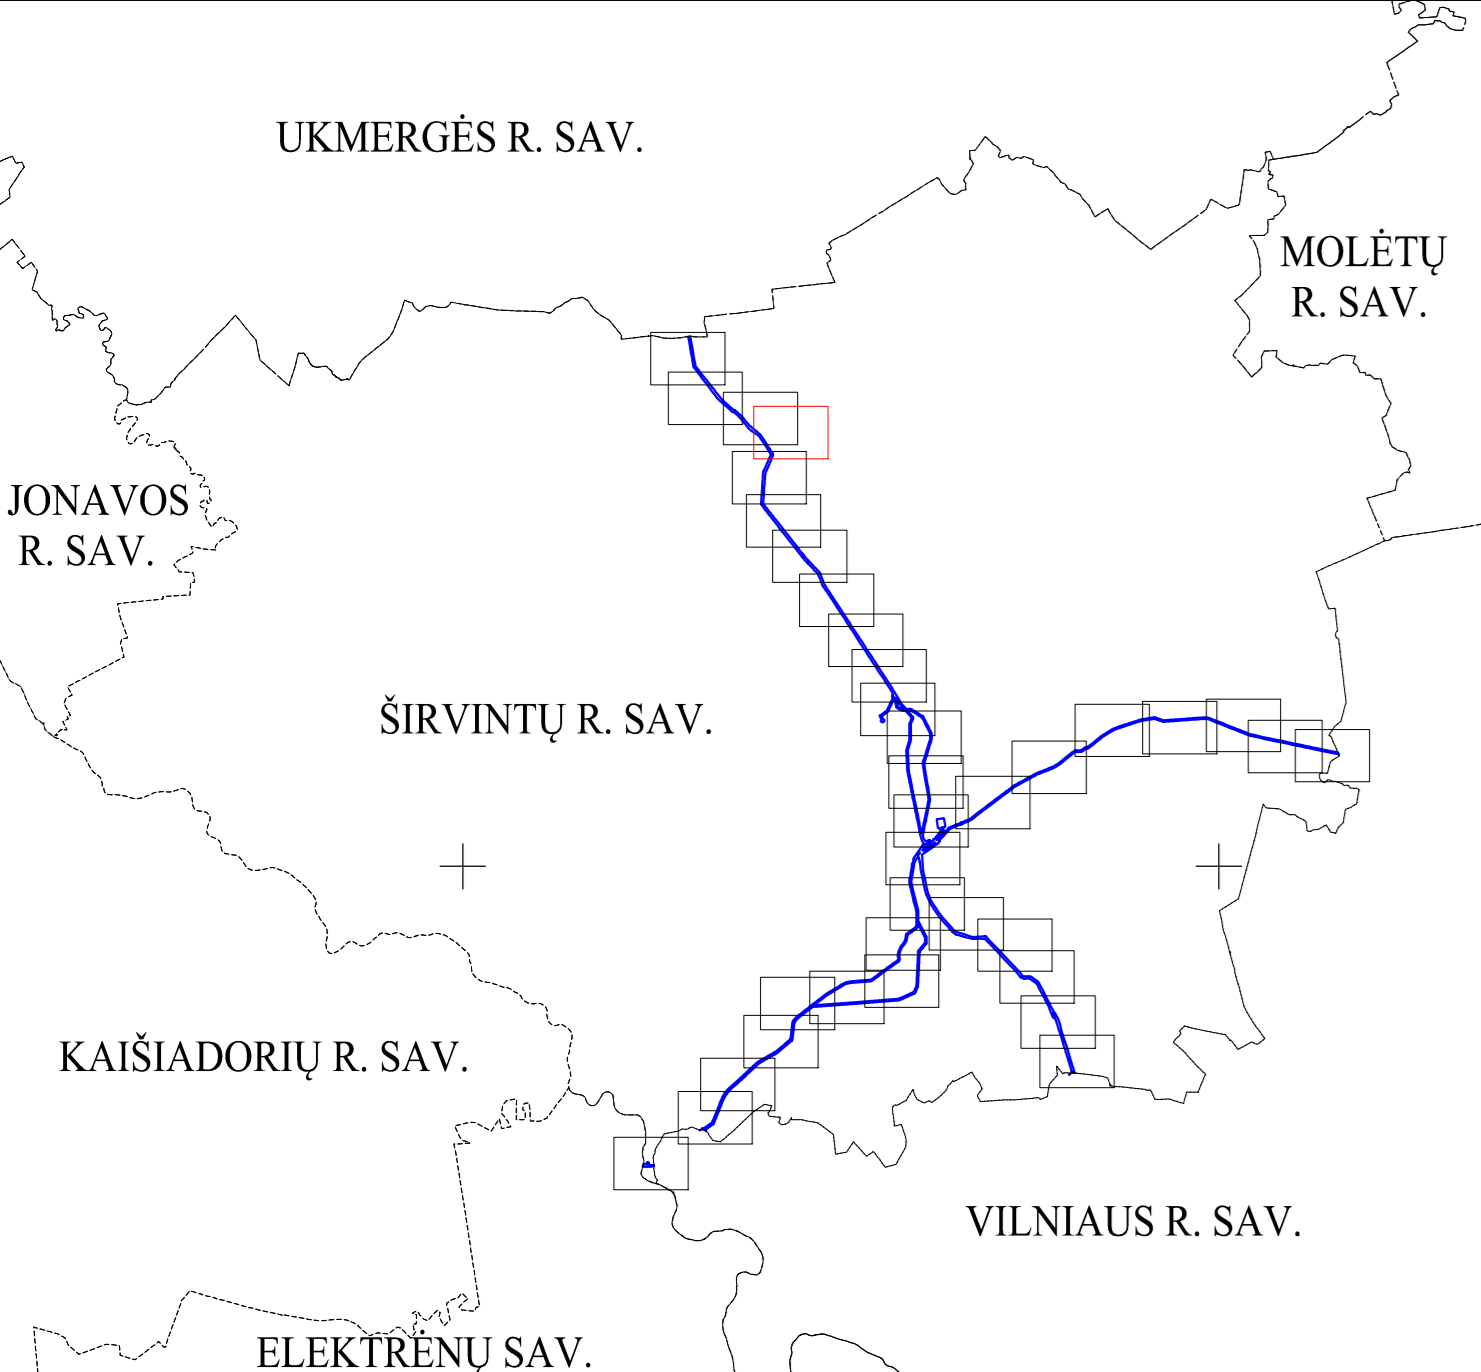 UKMERGĖS R. SAV.
MOLĖTŲ
R. SAV.
JONAVOS
R. SAV.
ŠIRVINTŲ R. SAV.
KAIŠIADORIŲ R. SAV.
VILNIAUS R. SAV.
ELEKTRĖNŲ SAV.